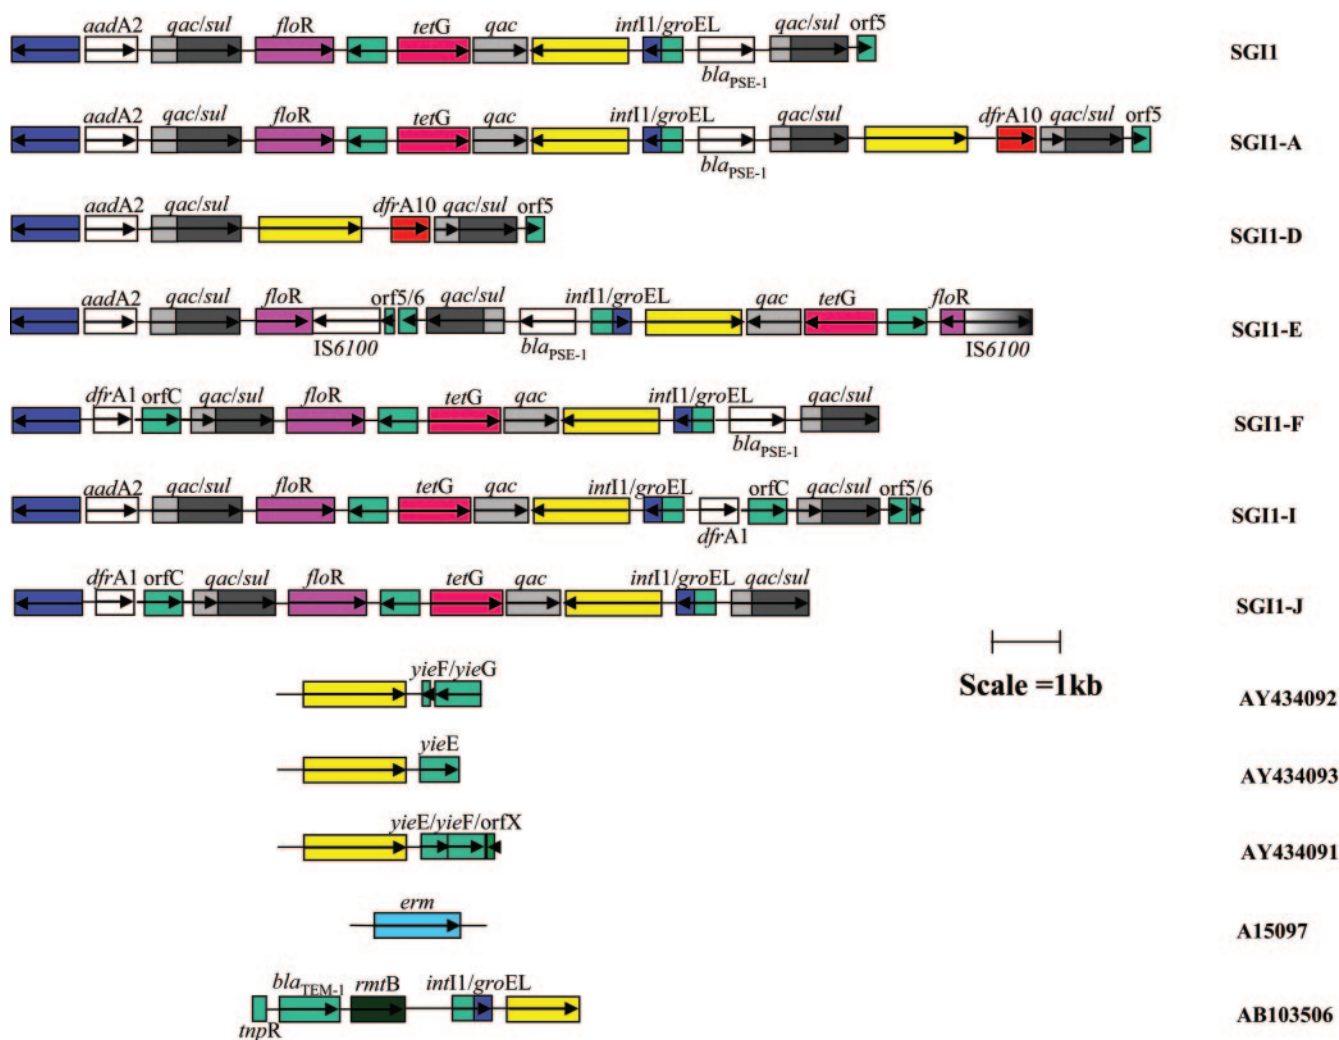 aadA2 qac/sul floR tetG qac intI1/groEL qac/sul orf5
SGI1
blaPSE-1
aadA2 qac/sul floR tetG qac intI1/groEL qac/sul dfrA10 qac/sul orf5
SGI1-A
blaPSE-1
aadA2 qac/sul dfrA10 qac/sul orf5
SGI1-D
aadA2 qac/sul floR orf5/6 qac/sul intI1/groEL qac tetG floR
SGI1-E
IS6100 blaPSE-1 IS6100
dfrA1 orfC qac/sul floR tetG qac intI1/groEL qac/sul
SGI1-F
blaPSE-1
aadA2 qac/sul floR tetG qac intI1/groEL orfC qac/sul orf5/6
SGI1-I
dfrA1
dfrA1 orfC qac/sul floR tetG qac intI1/groEL qac/sul
SGI1-J
Scale =1kb
yieF/yieG
AY434092
yieE
AY434093
yieE/yieF/orfX
AY434091
erm
A15097
blaTEM-1 rmtB intI1/groEL
AB103506
tnpR